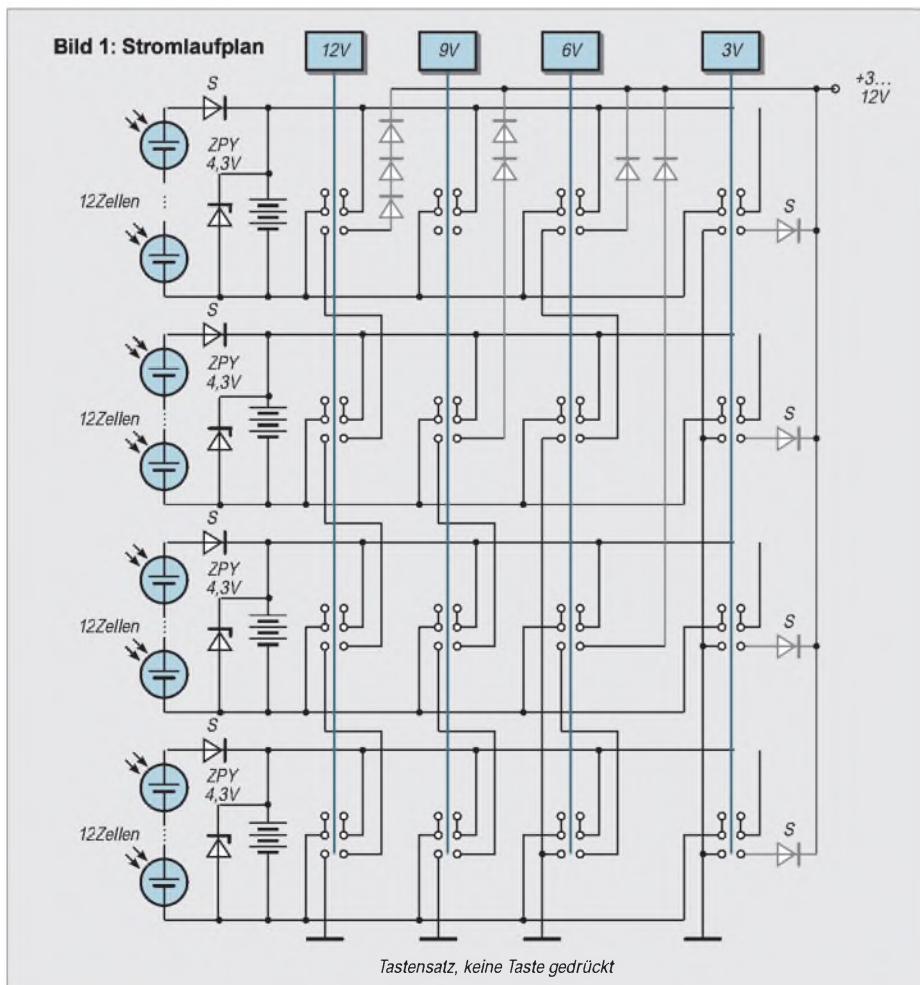 Bild 1: Stromlaufplan
12V
9V
6V
3V
+3...
12V
S
ZPY
4,3V
12Zellen
S
S
ZPY
4,3V
12Zellen
S
S
ZPY
4,3V
12Zellen
S
S
ZPY
4,3V
12Zellen
S
Tastensatz, keine Taste gedrückt